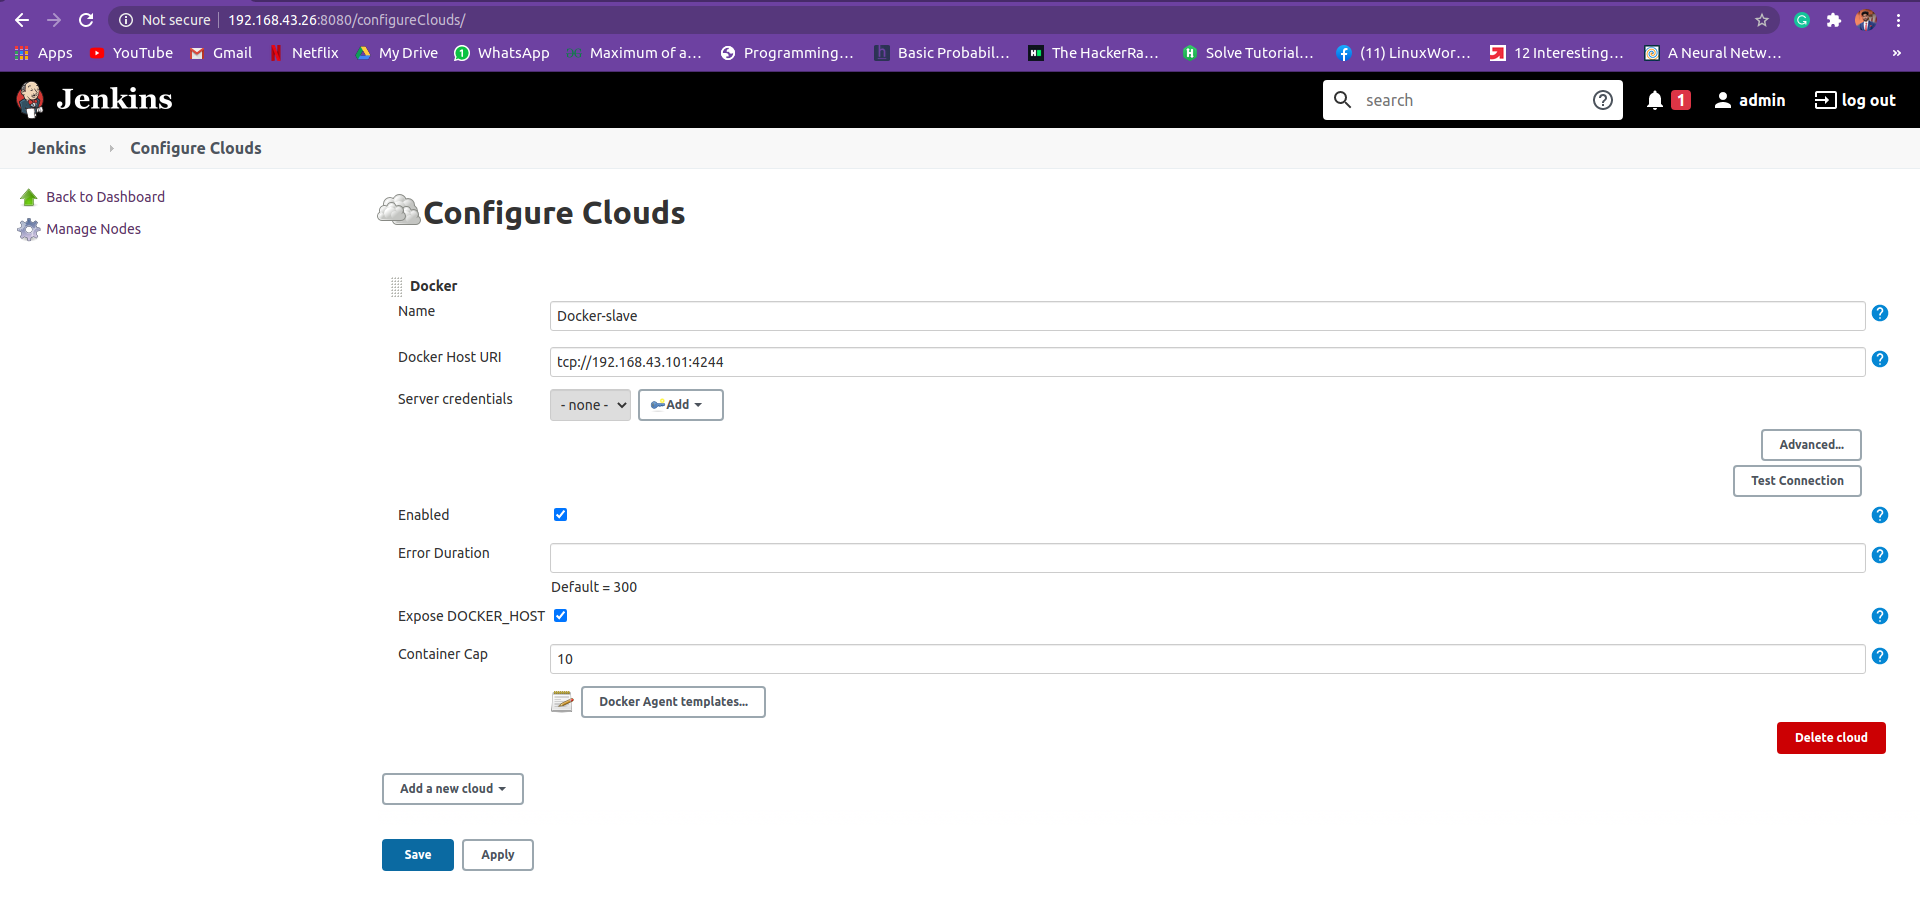 Not secure | 192.168.43.26:8080/configureClouds/
Apps YouTube Gmail Netflix My Drive WhatsApp Maximum of a... Programming... Basic Probabil... The HackerRa... Solve Tutorial... (11) LinuxWor... 12 Interesting... A Neural Netw... »
Jenkins search 1 admin log out
Jenkins Configure Clouds
Back to Dashboard
Manage Nodes
Configure Clouds
Docker
Name Docker-slave
Docker Host URI tcp://192.168.43.101:4244
Server credentials - none - Add
Advanced...
Test Connection
Enabled
Error Duration
Default = 300
Expose DOCKER_HOST
Container Cap 10
Docker Agent templates...
Delete cloud
Add a new cloud
Save Apply